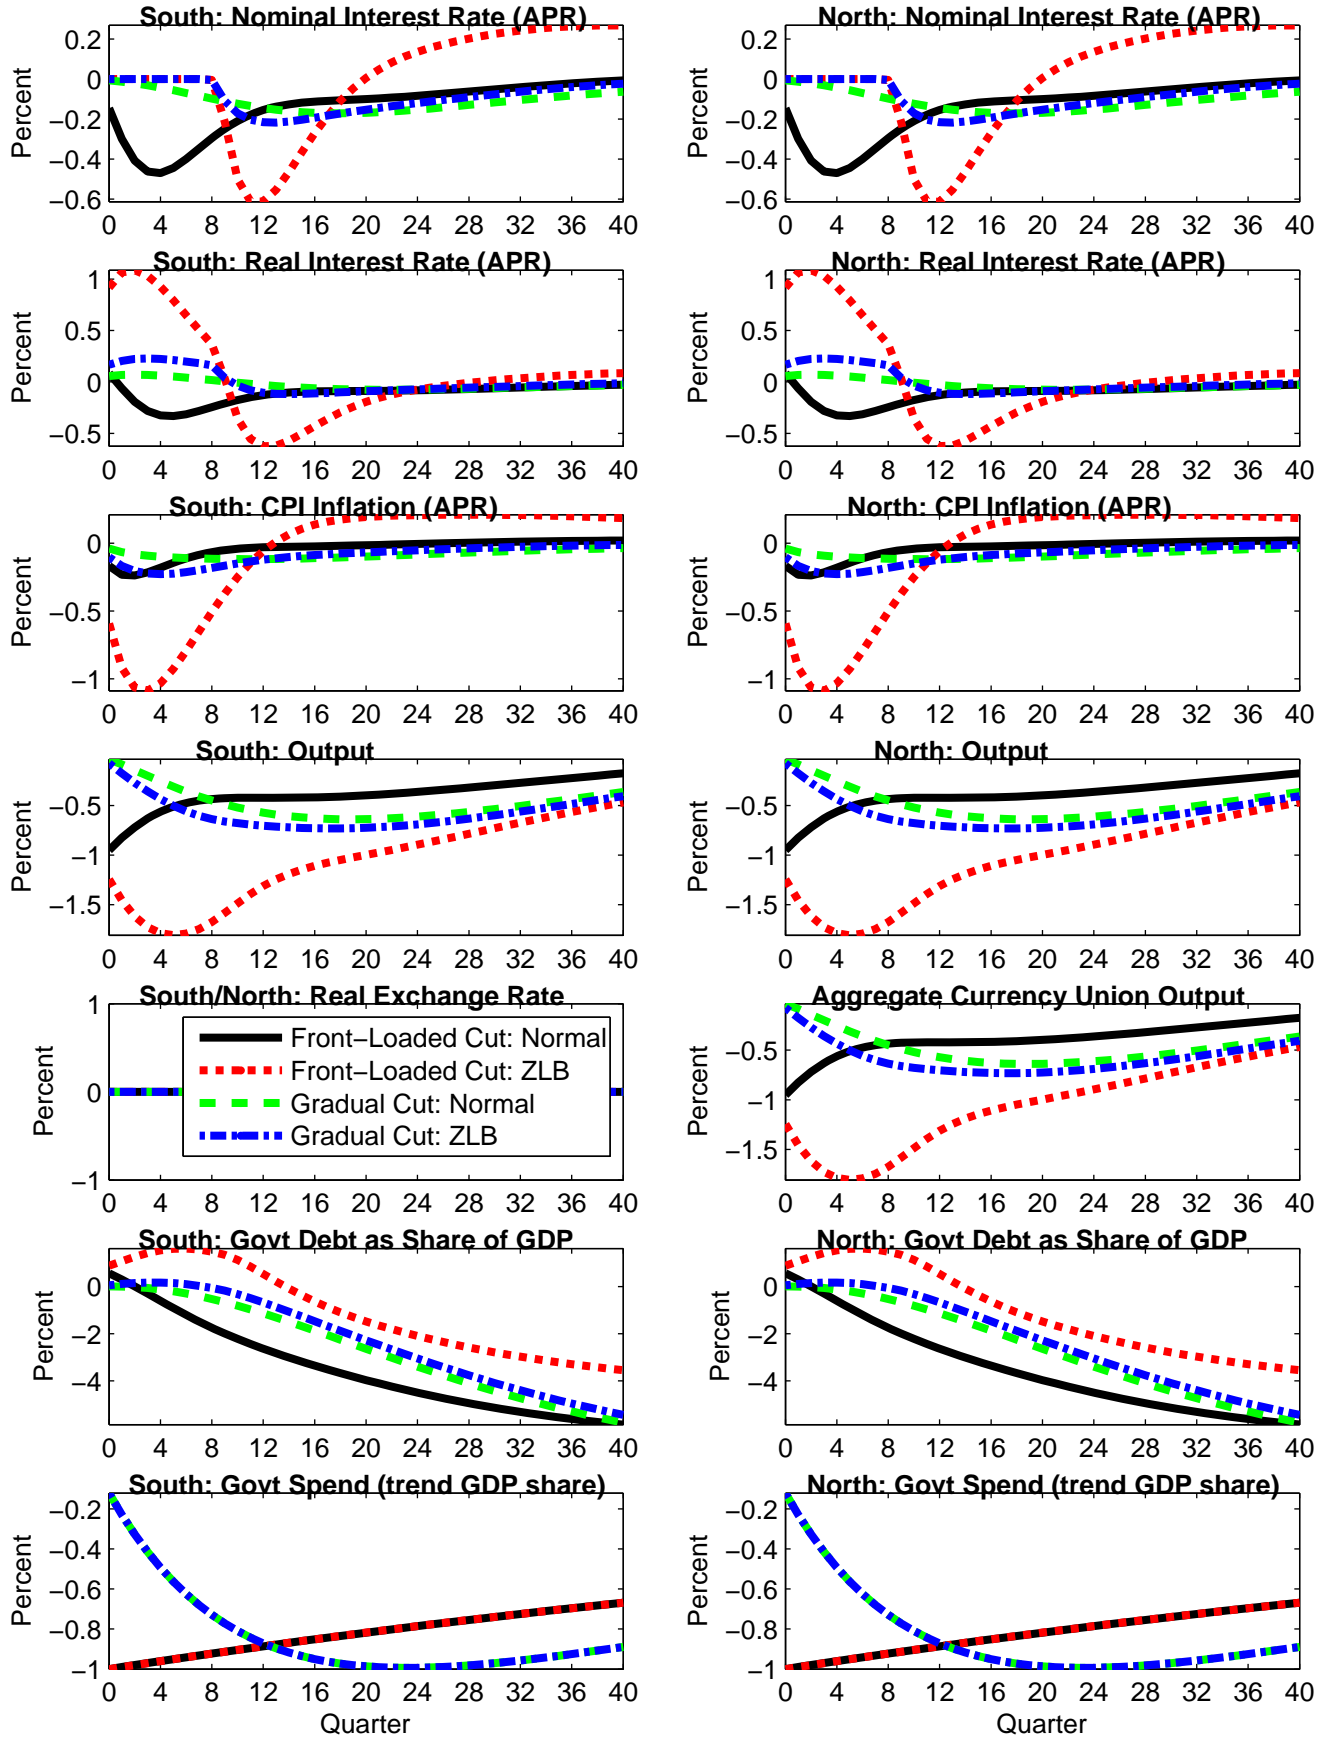 South: Nominal Interest Rate (APR)
Percent
0.2
0
−0.2
−0.4
−0.6
0 4 8 12 16 20 24 28 32 36 40
North: Nominal Interest Rate (APR)
Percent
0.2
0
−0.2
−0.4
−0.6
0 4 8 12 16 20 24 28 32 36 40
South: Real Interest Rate (APR)
Percent
1
0.5
0
−0.5
0 4 8 12 16 20 24 28 32 36 40
North: Real Interest Rate (APR)
Percent
1
0.5
0
−0.5
0 4 8 12 16 20 24 28 32 36 40
South: CPI Inflation (APR)
Percent
0
−0.5
−1
0 4 8 12 16 20 24 28 32 36 40
North: CPI Inflation (APR)
Percent
0
−0.5
−1
0 4 8 12 16 20 24 28 32 36 40
South: Output
Percent
−0.5
−1
−1.5
0 4 8 12 16 20 24 28 32 36 40
North: Output
Percent
−0.5
−1
−1.5
0 4 8 12 16 20 24 28 32 36 40
South/North: Real Exchange Rate
Percent
1
0
−1
0 4 8 12 16 20 24 28 32 36 40
Front−Loaded Cut: Normal
Front−Loaded Cut: ZLB
Gradual Cut: Normal
Gradual Cut: ZLB
Aggregate Currency Union Output
Percent
−0.5
−1
−1.5
0 4 8 12 16 20 24 28 32 36 40
South: Govt Debt as Share of GDP
Percent
0
−2
−4
0 4 8 12 16 20 24 28 32 36 40
North: Govt Debt as Share of GDP
Percent
0
−2
−4
0 4 8 12 16 20 24 28 32 36 40
South: Govt Spend (trend GDP share)
Percent
−0.2
−0.4
−0.6
−0.8
−1
0 4 8 12 16 20 24 28 32 36 40
Quarter
North: Govt Spend (trend GDP share)
Percent
−0.2
−0.4
−0.6
−0.8
−1
0 4 8 12 16 20 24 28 32 36 40
Quarter